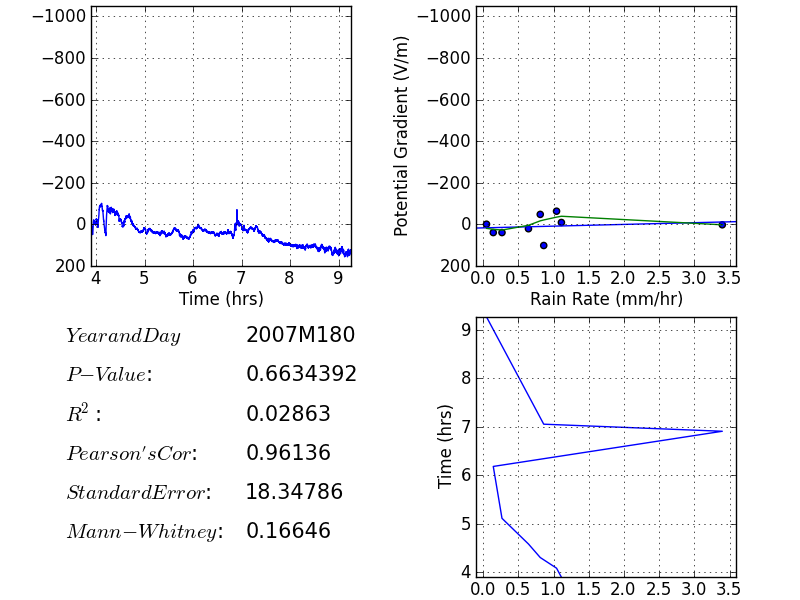 −1000
−800
−600
−400
−200
0
200
4 5 6 7 8 9
Time (hrs)
Potential Gradient (V/m)
−1000
−800
−600
−400
−200
0
200
0.0 0.5 1.0 1.5 2.0 2.5 3.0 3.5
Rain Rate (mm/hr)
YearandDay 2007M180
P−Value: 0.6634392
R²: 0.02863
Pearson'sCor: 0.96136
StandardError: 18.34786
Mann−Whitney: 0.16646
Time (hrs)
9
8
7
6
5
4
0.0 0.5 1.0 1.5 2.0 2.5 3.0 3.5